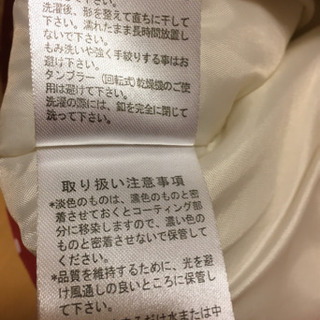 洗濯後、形を整えて直ちに干して
下さい。濡れたまま長時間放置し
ないで下さい。
もみ洗いや強く手絞りする事はお
避け下さい。
タンブラー（回転式）乾燥機のご使
用は避けて下さい。
洗濯の際には、釦を完全に閉じて
洗って下さい。
取り扱い注意事項
*淡色のものは、濃色のものと密
着させておくとコーティング部
分に移染しますので、濃い色の
ものと密着させないで保管して
ください。
*品質を維持するために、光を避
け風通しの良いところに保管し
て下さい。
るだけ水または中